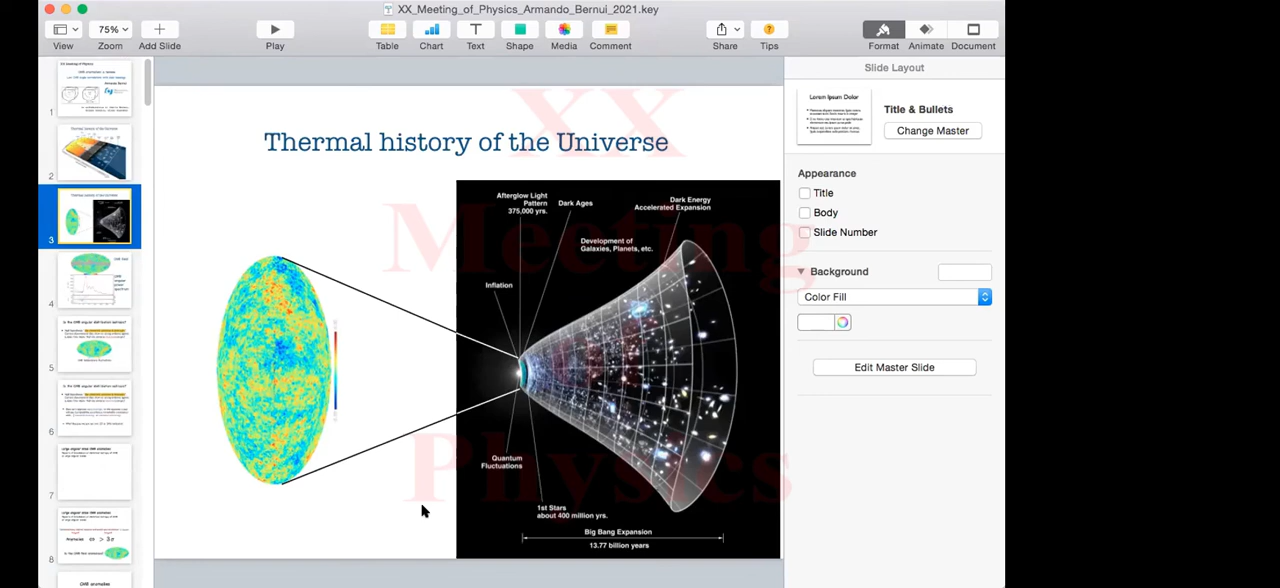 XX_Meeting_of_Physics_Armando_Bernui_2021.key
75%
View
Zoom
Add Slide
Play
Table
Chart
Text
Shape
Media
Comment
Share
Tips
Format
Animate
Document
Slide Layout
Lorem Ipsum Dolor
Title & Bullets
Change Master
Appearance
Title
Body
Slide Number
Background
Color Fill
Edit Master Slide
1
2
3
4
5
6
7
8
Thermal history of the Universe
XX
Meeting
Physics
Afterglow Light
Pattern
375,000 yrs.
Dark Ages
Dark Energy
Accelerated Expansion
Development of
Galaxies, Planets, etc.
Inflation
Quantum
Fluctuations
1st Stars
about 400 million yrs.
Big Bang Expansion
13.77 billion years